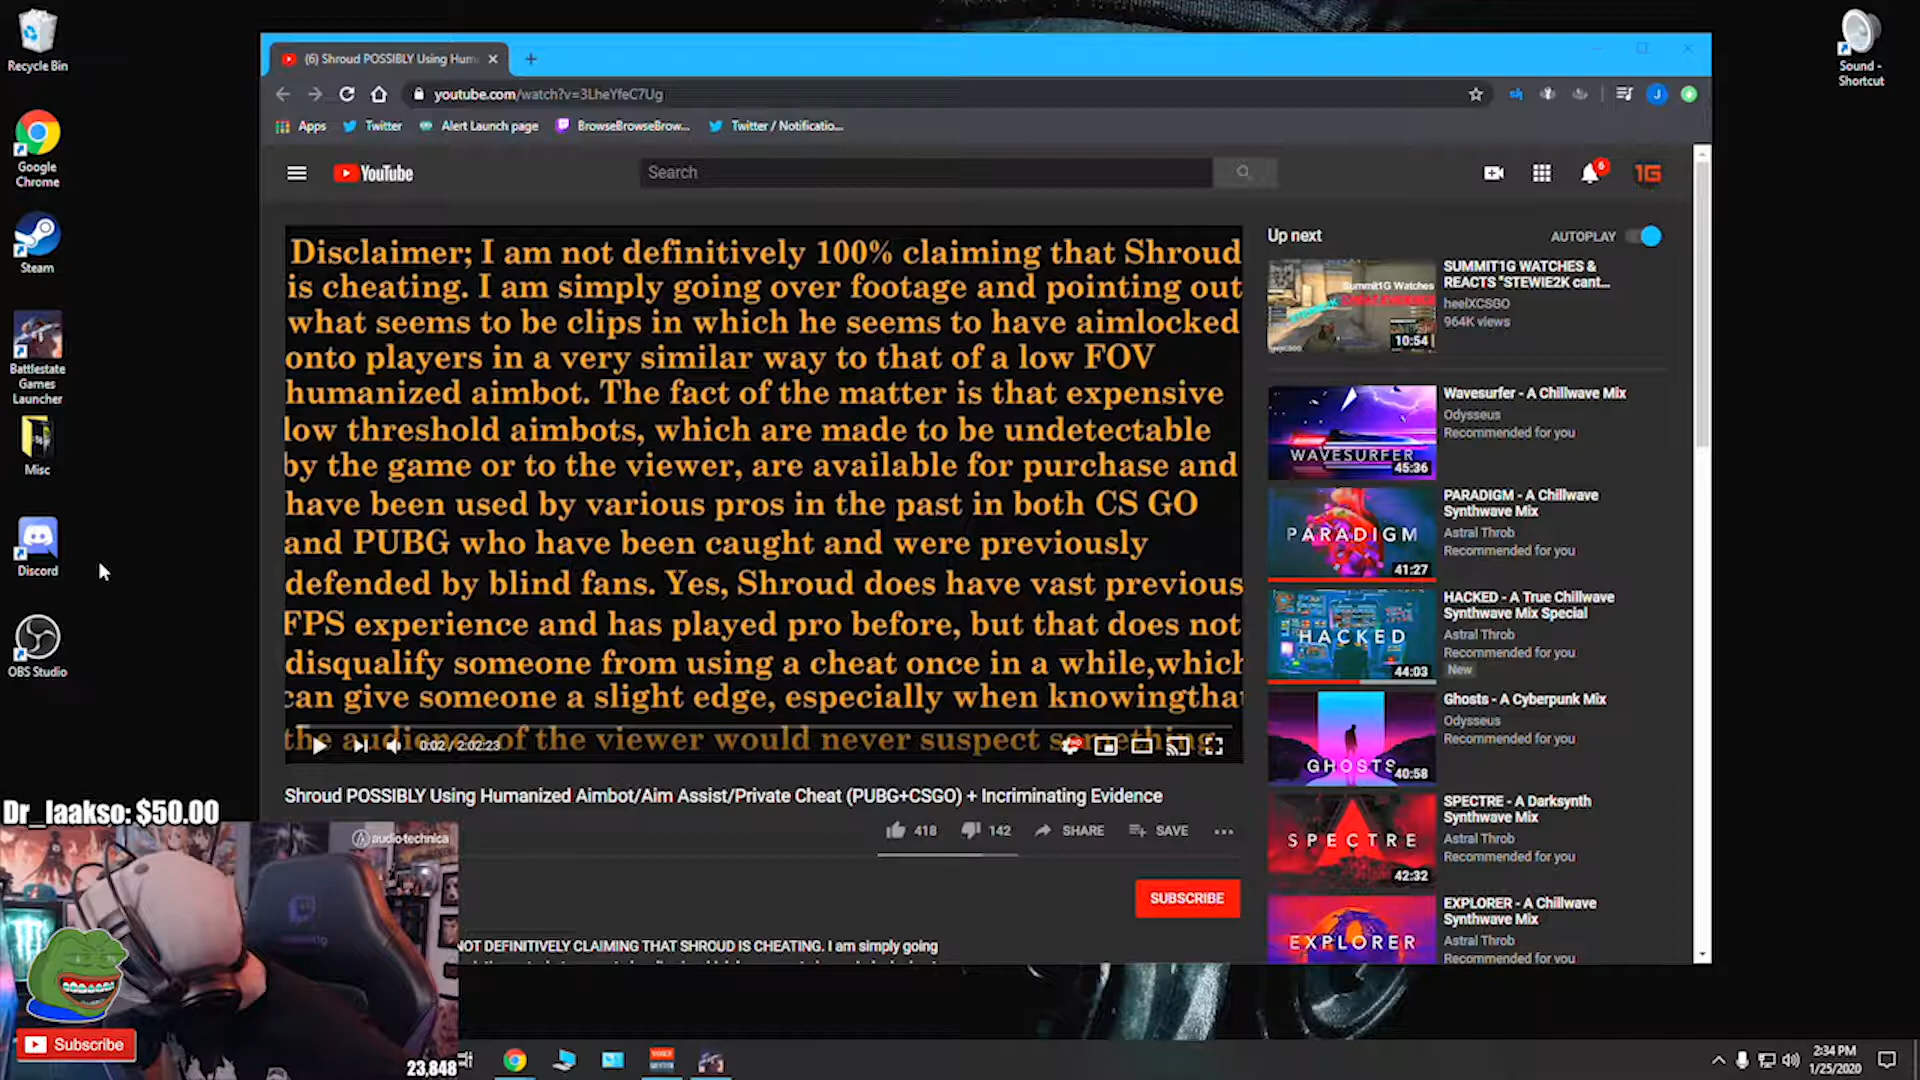 Recycle Bin
Google
Chrome
Steam
Battlestate
Games
Launcher
Misc
Discord
OBS Studio
Sound -
Shortcut
(6) Shroud POSSIBLY Using Hum
youtube.com/watch?v=3LheYfeC7Ug
Apps
Twitter
Alert Launch page
BrowseBrowseBrow...
Twitter / Notificatio...
YouTube
Search
6
1G
Disclaimer; I am not definitively 100% claiming that Shroud
is cheating. I am simply going over footage and pointing out
what seems to be clips in which he seems to have aimlocked
onto players in a very similar way to that of a low FOV
humanized aimbot. The fact of the matter is that expensive
low threshold aimbots, which are made to be undetectable
by the game or to the viewer, are available for purchase and
have been used by various pros in the past in both CS GO
and PUBG who have been caught and were previously
defended by blind fans. Yes, Shroud does have vast previous
FPS experience and has played pro before, but that does not
disqualify someone from using a cheat once in a while,which
can give someone a slight edge, especially when knowingthat
the audience of the viewer would never suspect something
0:02 / 2:02:23
Shroud POSSIBLY Using Humanized Aimbot/Aim Assist/Private Cheat (PUBG+CSGO) + Incriminating Evidence
418
142
SHARE
SAVE
SUBSCRIBE
NOT DEFINITIVELY CLAIMING THAT SHROUD IS CHEATING. I am simply going
Up next
AUTOPLAY
Summit1G Watches
10:54
SUMMIT1G WATCHES &
REACTS "STEWIE2K cant...
heelXCSGO
964K views
WAVESURFER
45:36
Wavesurfer - A Chillwave Mix
Odysseus
Recommended for you
PARADIGM
41:27
PARADIGM - A Chillwave
Synthwave Mix
Astral Throb
Recommended for you
HACKED
44:03
HACKED - A True Chillwave
Synthwave Mix Special
Astral Throb
Recommended for you
New
GHOSTS
40:58
Ghosts - A Cyberpunk Mix
Odysseus
Recommended for you
SPECTRE
42:32
SPECTRE - A Darksynth
Synthwave Mix
Astral Throb
Recommended for you
EXPLORER
EXPLORER - A Chillwave
Synthwave Mix
Astral Throb
Recommended for you
Dr_laakso: $50.00
audio-technica
Subscribe
23,848
2:34 PM
1/25/2020